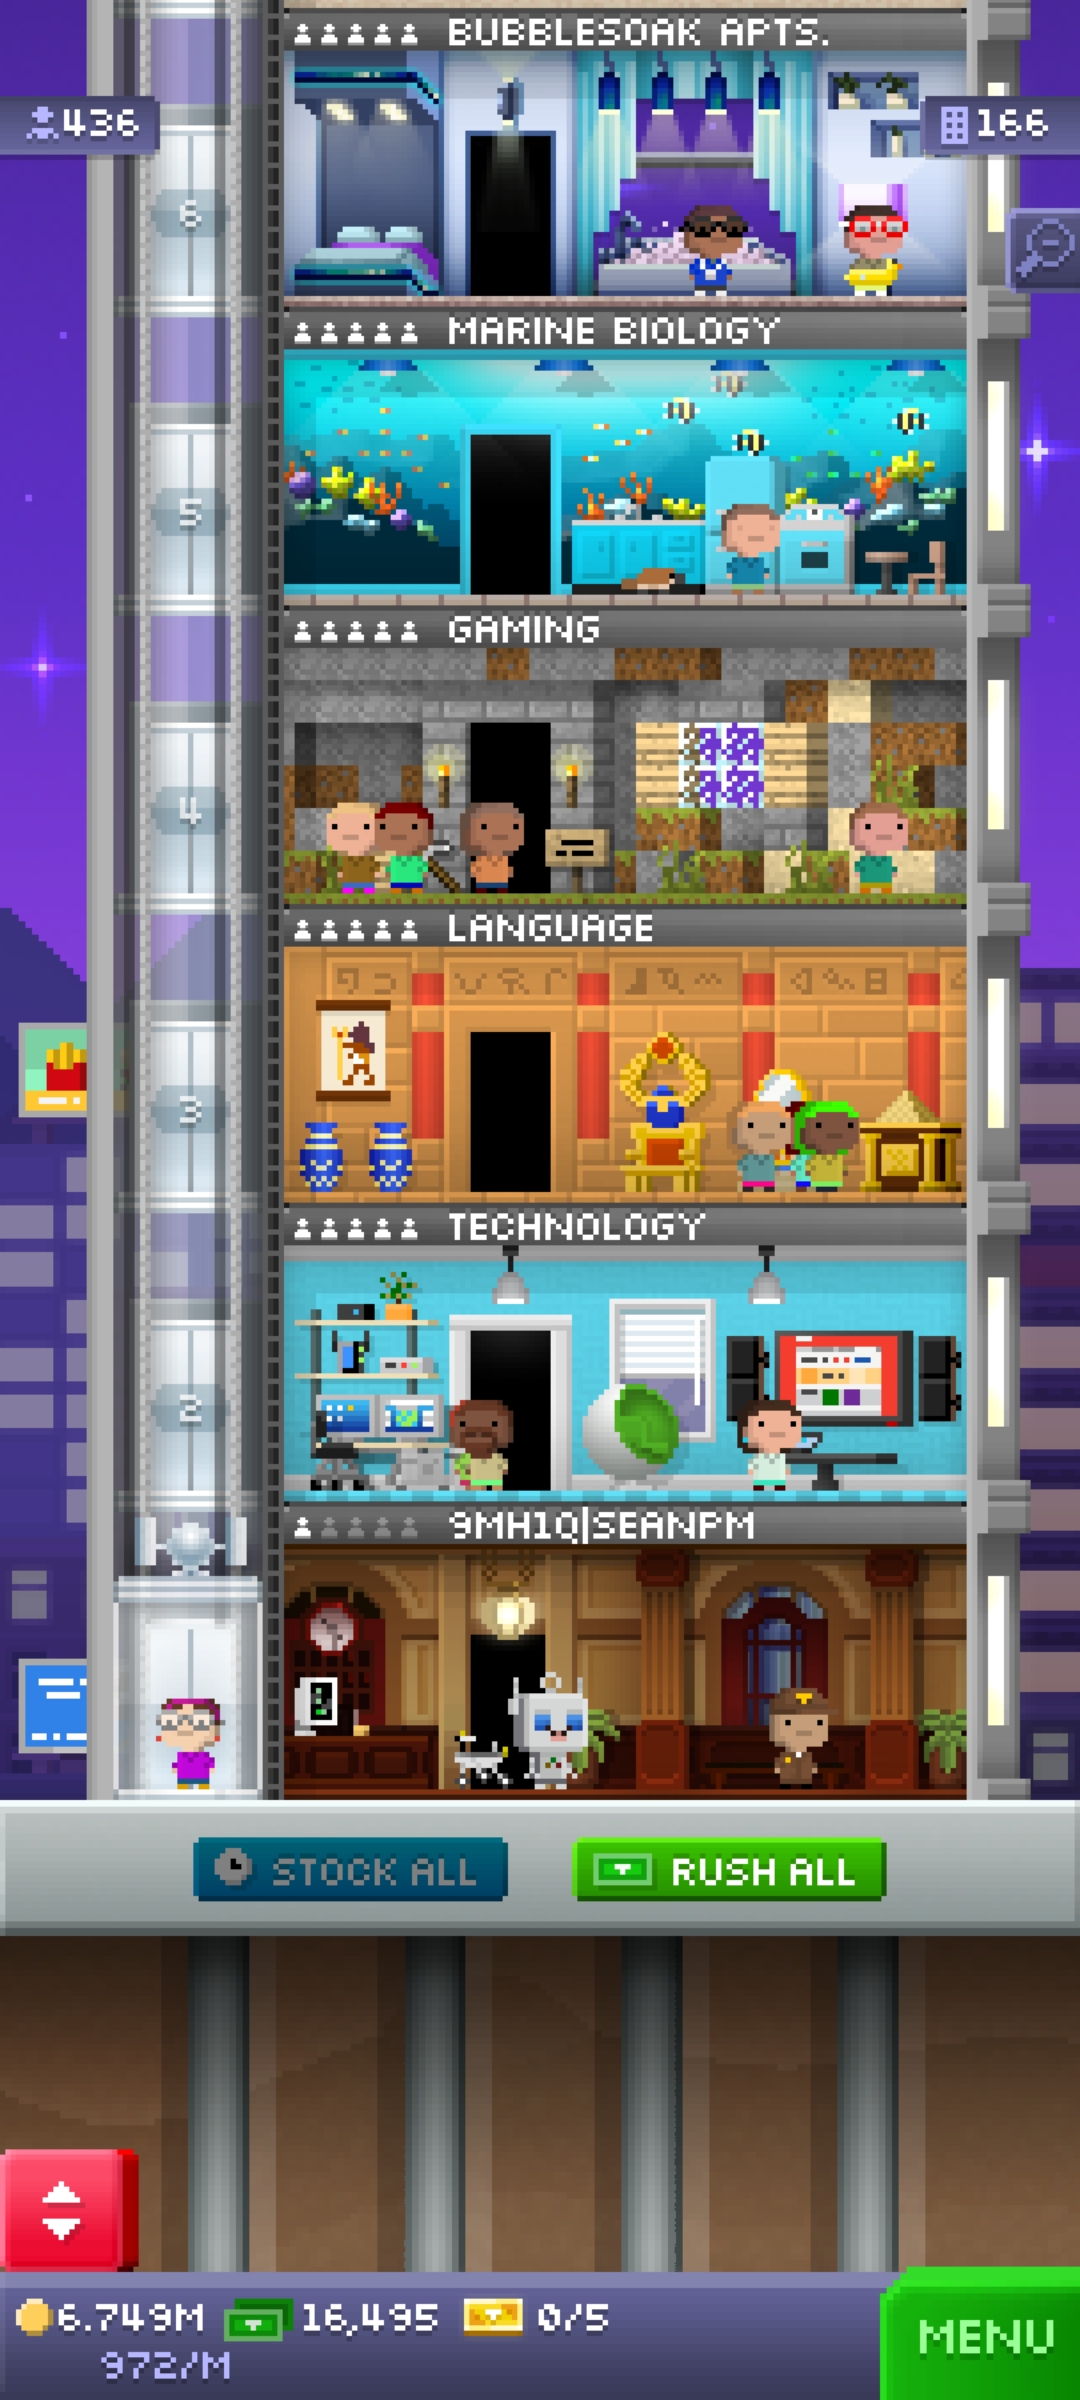 BUBBLESOAK APTS.
436
166
6
MARINE BIOLOGY
5
GAMING
4
LANGUAGE
3
TECHNOLOGY
2
9MH1Q|SEANPM
STOCK ALL
RUSH ALL
6.749M
16,495
0/5
972/M
MENU